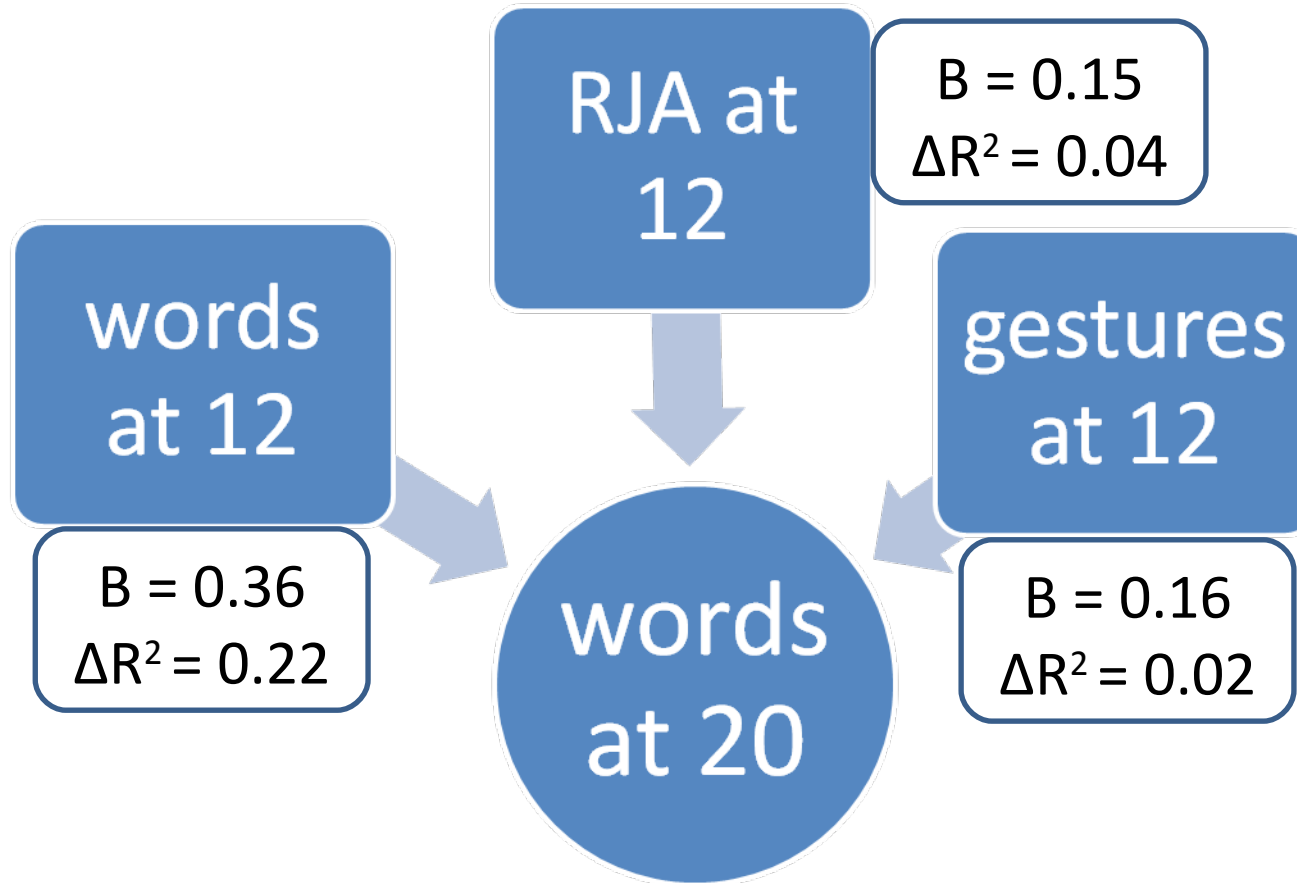 RJA at
12
B = 0.15
ΔR² = 0.04
words
at 12
B = 0.36
ΔR² = 0.22
gestures
at 12
B = 0.16
ΔR² = 0.02
words
at 20